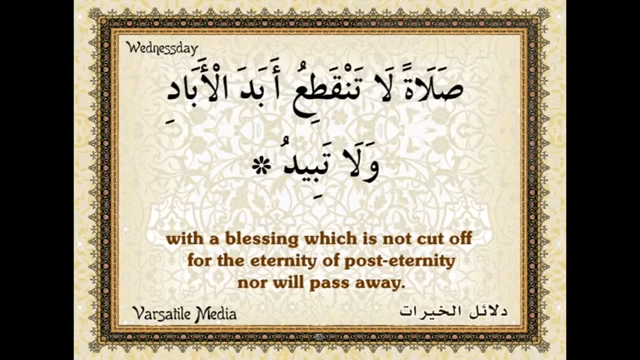 Wednessday
صَلَاةً لَا تَنْقَطِعُ أَبَدَ الْأَبَادِ
وَلَا تَبِيدُ *
with a blessing which is not cut off
for the eternity of post-eternity
nor will pass away.
Varsatile Media
دلائل الخيرات